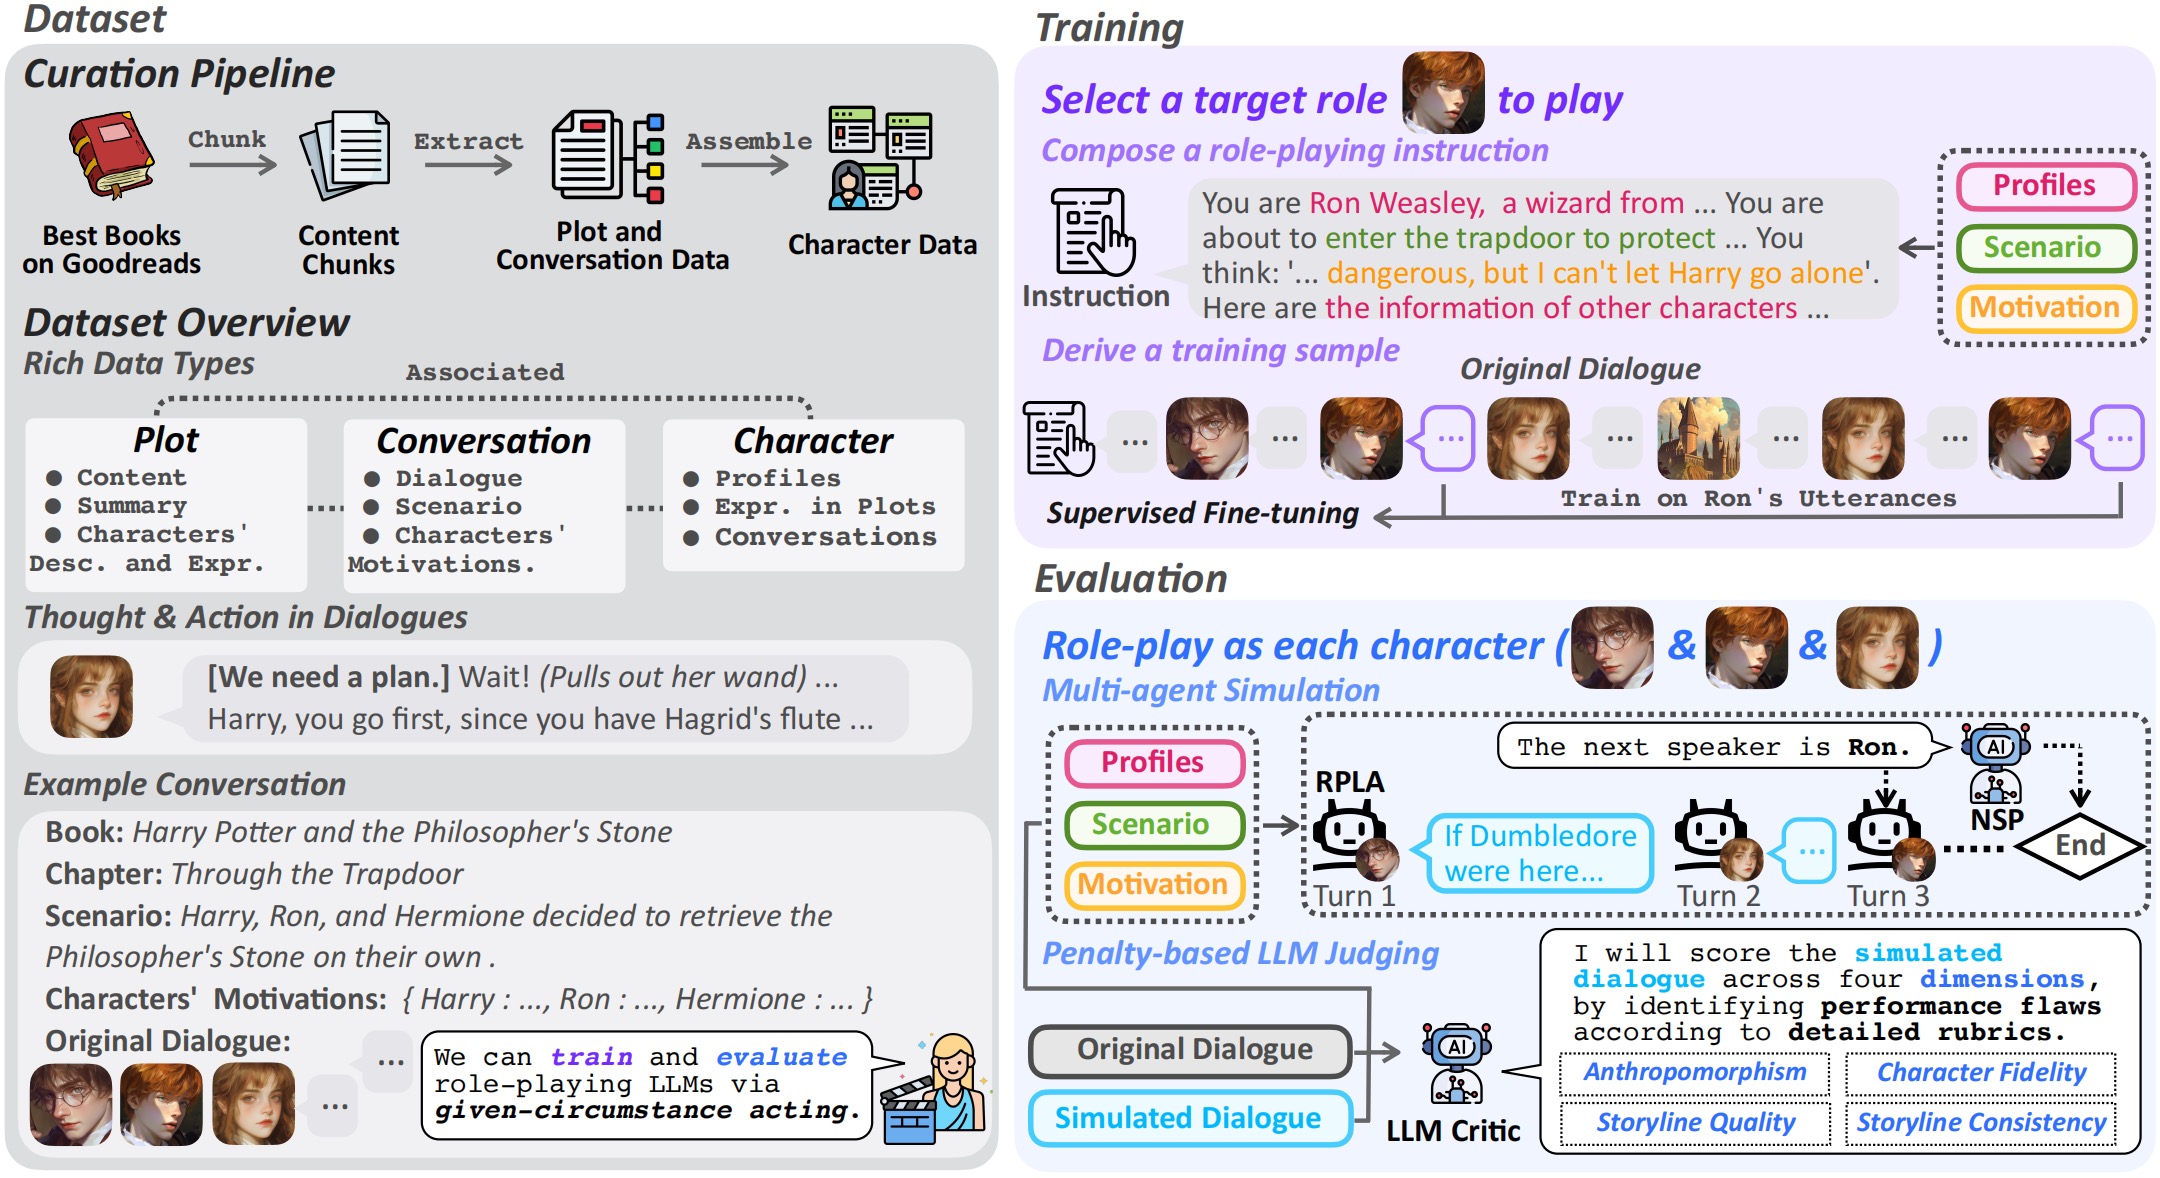 Dataset
Curation Pipeline
Chunk
Extract
Assemble
Best Books
on Goodreads
Content
Chunks
Plot and
Conversation Data
Character Data
Dataset Overview
Rich Data Types
Associated
Plot
● Content
● Summary
● Characters'
Desc. and Expr.
Conversation
● Dialogue
● Scenario
● Characters'
Motivations.
Character
● Profiles
● Expr. in Plots
● Conversations
Thought & Action in Dialogues
[We need a plan.] Wait! (Pulls out her wand) ...
Harry, you go first, since you have Hagrid's flute ...
Example Conversation
Book: Harry Potter and the Philosopher's Stone
Chapter: Through the Trapdoor
Scenario: Harry, Ron, and Hermione decided to retrieve the
Philosopher's Stone on their own .
Characters' Motivations: { Harry : ..., Ron : ..., Hermione : ... }
Original Dialogue:
...
...
We can train and evaluate
role-playing LLMs via
given-circumstance acting.
Training
Select a target role to play
Compose a role-playing instruction
Instruction
You are Ron Weasley, a wizard from ... You are
about to enter the trapdoor to protect ... You
think: '... dangerous, but I can't let Harry go alone'.
Here are the information of other characters ...
Profiles
Scenario
Motivation
Derive a training sample
Original Dialogue
... ... ... ... ... ... ...
Train on Ron's Utterances
Supervised Fine-tuning
Evaluation
Role-play as each character ( & & )
Multi-agent Simulation
Profiles
Scenario
Motivation
The next speaker is Ron.
AI
NSP
RPLA
If Dumbledore
were here...
...
End
Turn 1
Turn 2
Turn 3
Penalty-based LLM Judging
Original Dialogue
Simulated Dialogue
AI
LLM Critic
I will score the simulated
dialogue across four dimensions,
by identifying performance flaws
according to detailed rubrics.
Anthropomorphism
Character Fidelity
Storyline Quality
Storyline Consistency